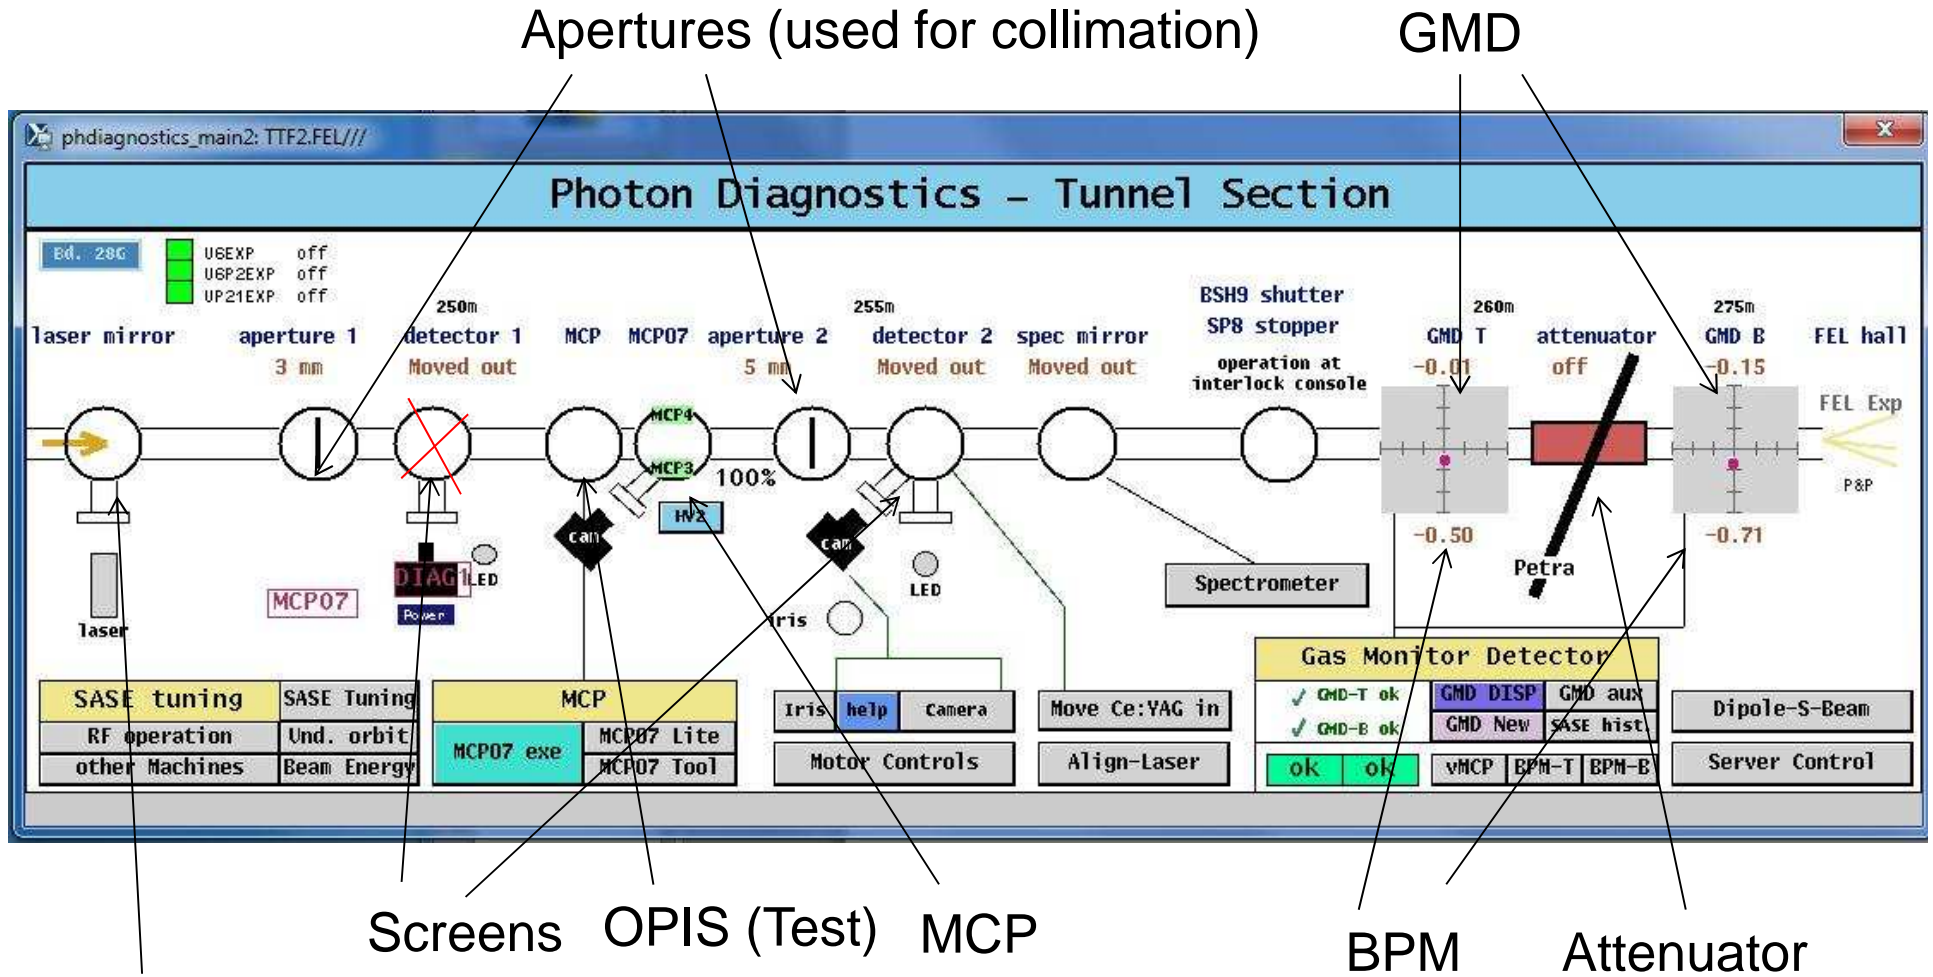 Apertures (used for collimation) GMD
phdiagnostics_main2: TTF2.FEL///
Photon Diagnostics - Tunnel Section
Bd. 28G
U6EXP off
U6P2EXP off
UP21EXP off
250m 255m 260m 275m
BSH9 shutter
SP8 stopper
laser mirror aperture 1 detector 1 MCP MCP07 aperture 2 detector 2 spec mirror GMD T attenuator GMD B FEL hall
3 mm Moved out 5 mm Moved out Moved out -0.01 off -0.15
operation at
interlock console
FEL Exp
MCP4
MCP3
100%
P&P
HV2
can cam
-0.50 -0.71
DIAG1 LED
LED
Petra
Spectrometer
MCP07
Power
iris
laser
Gas Monitor Detector
SASE tuning SASE Tuning MCP
GMD-T ok GMD DISP GMD aux
Iris help Camera Move Ce:YAG in Dipole-S-Beam
RF operation Und. orbit MCP07 exe MCP07 Lite
GMD-B ok GMD New SASE hist.
other Machines Beam Energy MCP07 Tool
Motor Controls Align-Laser ok ok vMCP BPM-T BPM-B Server Control
Screens OPIS (Test) MCP BPM Attenuator